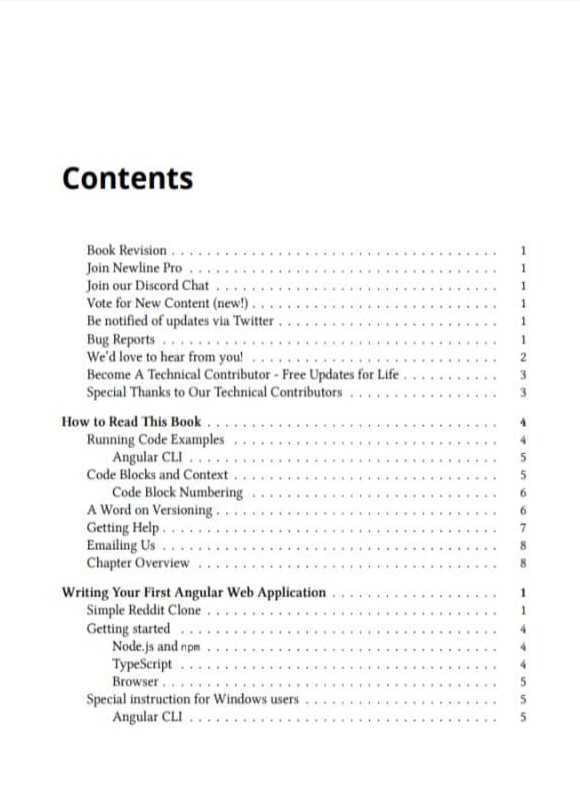 Contents
Book Revision . . . . . . . . . . . . . . . . . . . . . . . . . . . . . . . . . . . . . 1
Join Newline Pro . . . . . . . . . . . . . . . . . . . . . . . . . . . . . . . . . . . 1
Join our Discord Chat . . . . . . . . . . . . . . . . . . . . . . . . . . . . . . . . 1
Vote for New Content (new!) . . . . . . . . . . . . . . . . . . . . . . . . . . . . 1
Be notified of updates via Twitter . . . . . . . . . . . . . . . . . . . . . . . . . 1
Bug Reports . . . . . . . . . . . . . . . . . . . . . . . . . . . . . . . . . . . . . . 1
We'd love to hear from you! . . . . . . . . . . . . . . . . . . . . . . . . . . . . 2
Become A Technical Contributor - Free Updates for Life . . . . . . . . . . . 3
Special Thanks to Our Technical Contributors . . . . . . . . . . . . . . . . . 3
How to Read This Book . . . . . . . . . . . . . . . . . . . . . . . . . . . . . . . . . 4
Running Code Examples . . . . . . . . . . . . . . . . . . . . . . . . . . . . . . 4
Angular CLI . . . . . . . . . . . . . . . . . . . . . . . . . . . . . . . . . . . 5
Code Blocks and Context . . . . . . . . . . . . . . . . . . . . . . . . . . . . . . 5
Code Block Numbering . . . . . . . . . . . . . . . . . . . . . . . . . . . . 6
A Word on Versioning . . . . . . . . . . . . . . . . . . . . . . . . . . . . . . . . 6
Getting Help . . . . . . . . . . . . . . . . . . . . . . . . . . . . . . . . . . . . . . 7
Emailing Us . . . . . . . . . . . . . . . . . . . . . . . . . . . . . . . . . . . . . . 8
Chapter Overview . . . . . . . . . . . . . . . . . . . . . . . . . . . . . . . . . . 8
Writing Your First Angular Web Application . . . . . . . . . . . . . . . . . . . 1
Simple Reddit Clone . . . . . . . . . . . . . . . . . . . . . . . . . . . . . . . . . 1
Getting started . . . . . . . . . . . . . . . . . . . . . . . . . . . . . . . . . . . . 4
Node.js and npm . . . . . . . . . . . . . . . . . . . . . . . . . . . . . . . . . 4
TypeScript . . . . . . . . . . . . . . . . . . . . . . . . . . . . . . . . . . . . 4
Browser . . . . . . . . . . . . . . . . . . . . . . . . . . . . . . . . . . . . . . 5
Special instruction for Windows users . . . . . . . . . . . . . . . . . . . . . . 5
Angular CLI . . . . . . . . . . . . . . . . . . . . . . . . . . . . . . . . . . . 5